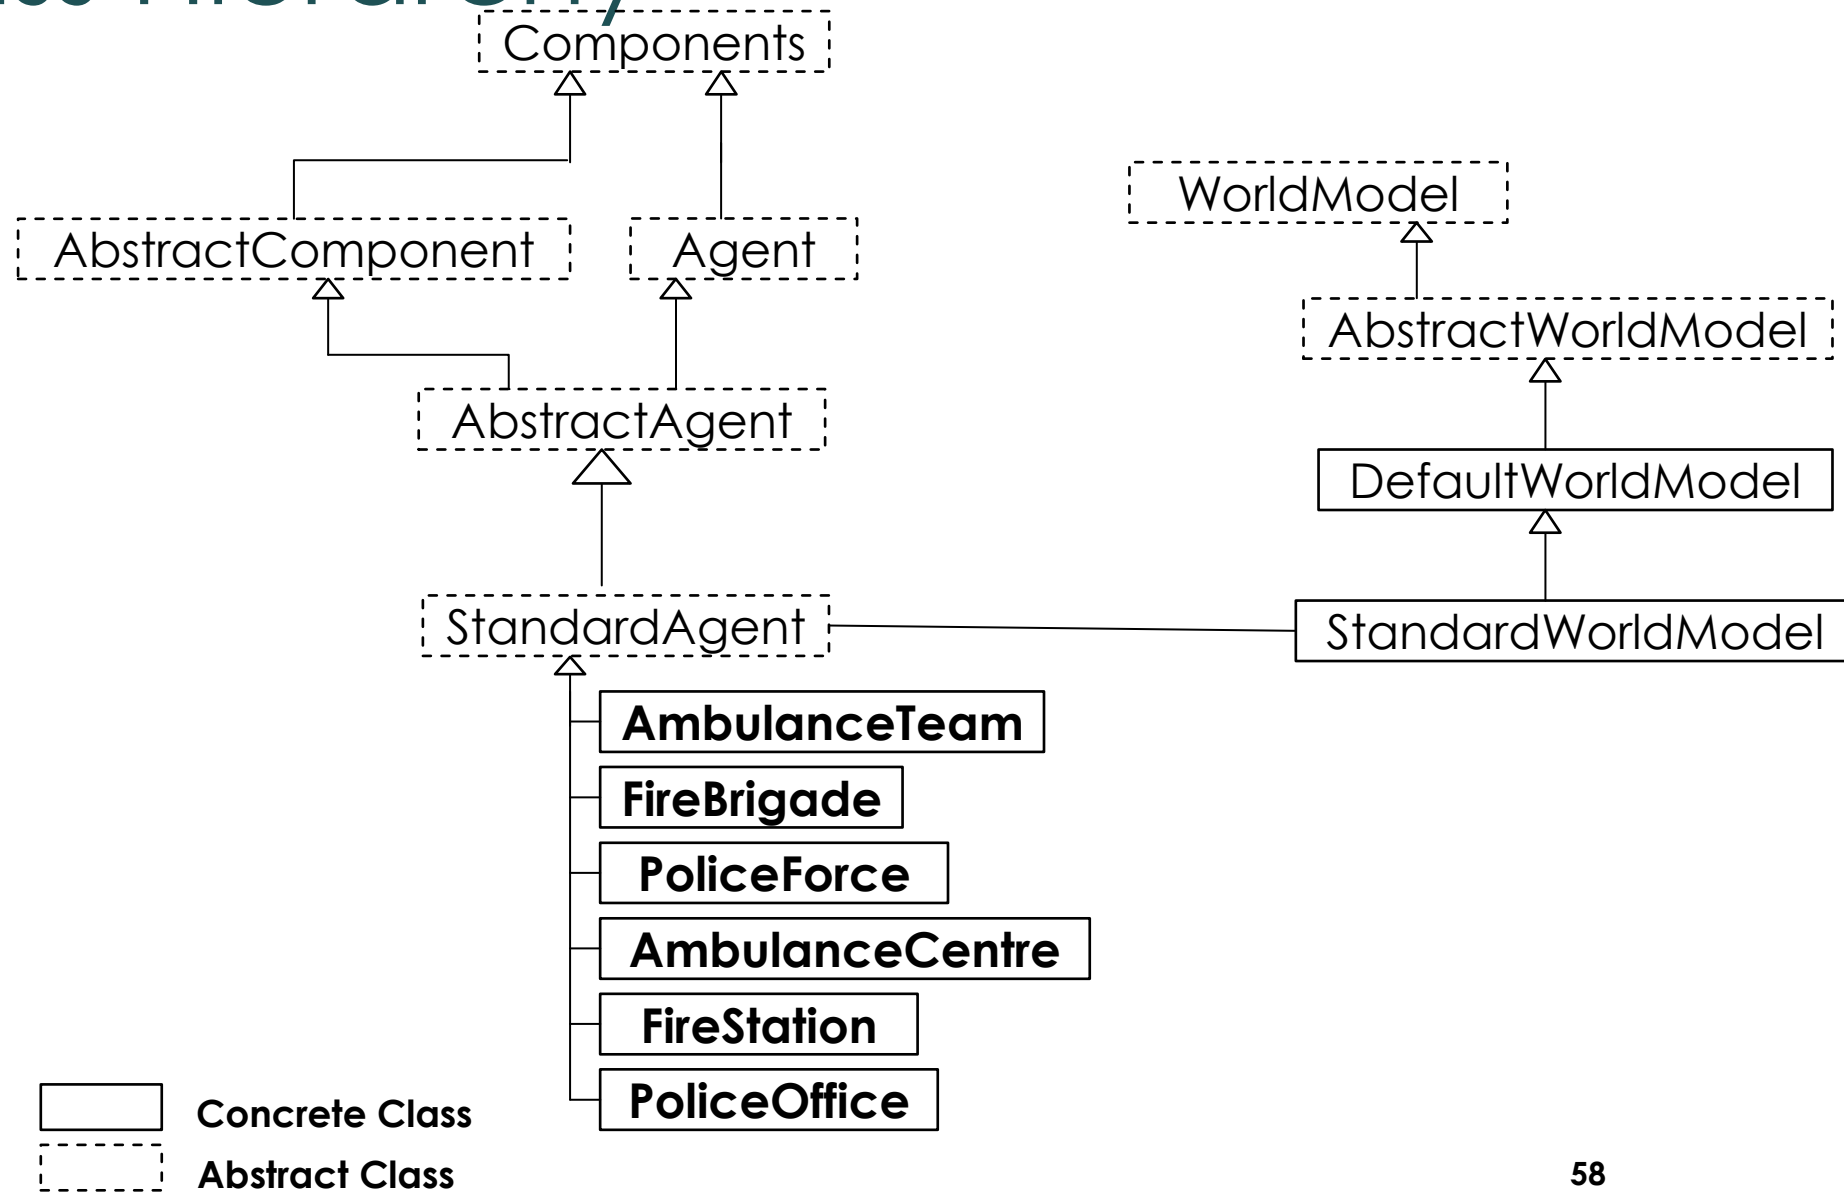 Components
WorldModel
AbstractComponent
Agent
AbstractWorldModel
AbstractAgent
DefaultWorldModel
StandardAgent
StandardWorldModel
AmbulanceTeam
FireBrigade
PoliceForce
AmbulanceCentre
FireStation
PoliceOffice
Concrete Class
Abstract Class
58